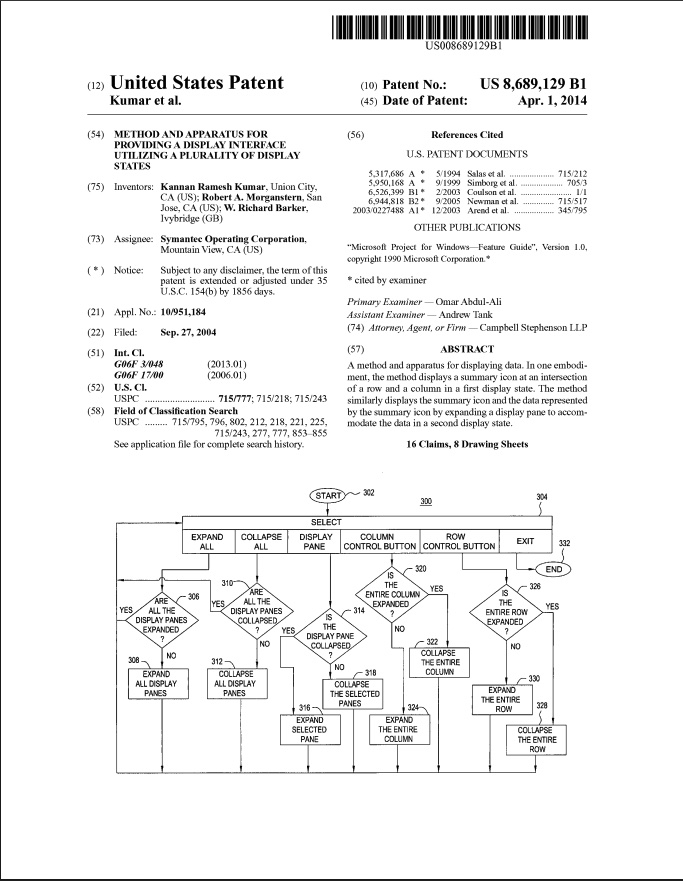 US008689129B1
(12) United States Patent
Kumar et al.
(10) Patent No.: US 8,689,129 B1
(45) Date of Patent: Apr. 1, 2014
(54) METHOD AND APPARATUS FOR
PROVIDING A DISPLAY INTERFACE
UTILIZING A PLURALITY OF DISPLAY
STATES
(75) Inventors: Kannan Ramesh Kumar, Union City,
CA (US); Robert A. Morganstern, San
Jose, CA (US); W. Richard Barker,
Ivybridge (GB)
(73) Assignee: Symantec Operating Corporation,
Mountain View, CA (US)
( * ) Notice: Subject to any disclaimer, the term of this
patent is extended or adjusted under 35
U.S.C. 154(b) by 1856 days.
(21) Appl. No.: 10/951,184
(22) Filed: Sep. 27, 2004
(51) Int. Cl.
G06F 3/048 (2013.01)
G06F 17/00 (2006.01)
(52) U.S. Cl.
USPC ............................ 715/777; 715/218; 715/243
(58) Field of Classification Search
USPC ......... 715/795, 796, 802, 212, 218, 221, 225,
715/243, 277, 777, 853–855
See application file for complete search history.
(56) References Cited
U.S. PATENT DOCUMENTS
5,317,686 A * 5/1994 Salas et al. ................ 715/212
5,950,168 A * 9/1999 Simborg et al. ............... 705/3
6,526,399 B1 * 2/2003 Coulson et al. ................ 1/1
6,944,818 B2 * 9/2005 Newman et al. ............. 715/517
2003/0227488 A1* 12/2003 Arend et al. ............... 345/795
OTHER PUBLICATIONS
“Microsoft Project for Windows—Feature Guide”, Version 1.0,
copyright 1990 Microsoft Corporation.*
* cited by examiner
Primary Examiner — Omar Abdul-Ali
Assistant Examiner — Andrew Tank
(74) Attorney, Agent, or Firm — Campbell Stephenson LLP
(57) ABSTRACT
A method and apparatus for displaying data. In one embodi-
ment, the method displays a summary icon at an intersection
of a row and a column in a first display state. The method
similarly displays the summary icon and the data represented
by the summary icon by expanding a display pane to accom-
modate the data in a second display state.
16 Claims, 8 Drawing Sheets
START 302
300
304
SELECT
EXPAND
ALL
COLLAPSE
ALL
DISPLAY
PANE
COLUMN
CONTROL BUTTON
ROW
CONTROL BUTTON
EXIT
332
END
306
ARE
ALL THE
DISPLAY PANES
EXPANDED
?
YES
NO
308
EXPAND
ALL DISPLAY
PANES
310
ARE
ALL THE
DISPLAY PANES
COLLAPSED
?
YES
NO
312
COLLAPSE
ALL DISPLAY
PANES
314
IS
THE
DISPLAY PANE
COLLAPSED
?
YES
NO
316
EXPAND
SELECTED
PANE
318
COLLAPSE
THE SELECTED
PANES
320
IS
THE
ENTIRE COLUMN
EXPANDED
?
YES
NO
322
COLLAPSE
THE ENTIRE
COLUMN
324
EXPAND
THE ENTIRE
COLUMN
326
IS
THE
ENTIRE ROW
EXPANDED
?
YES
NO
330
EXPAND
THE ENTIRE
ROW
328
COLLAPSE
THE ENTIRE
ROW